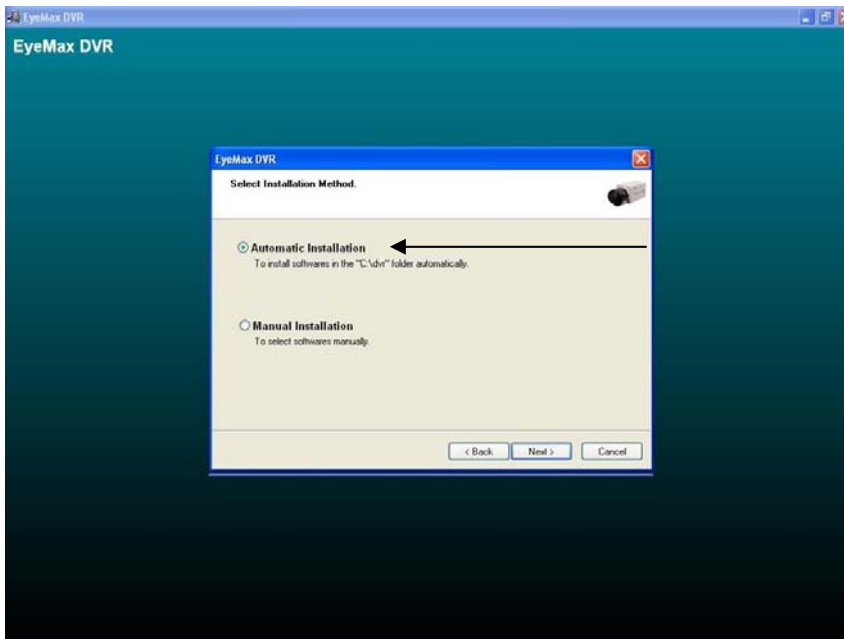 EyeMax DVR
EyeMax DVR
EyeMax DVR
Select Installation Method.
Automatic Installation
To install softwares in the "C:\dvr" folder automatically.
Manual Installation
To select softwares manually.
< Back Next > Cancel